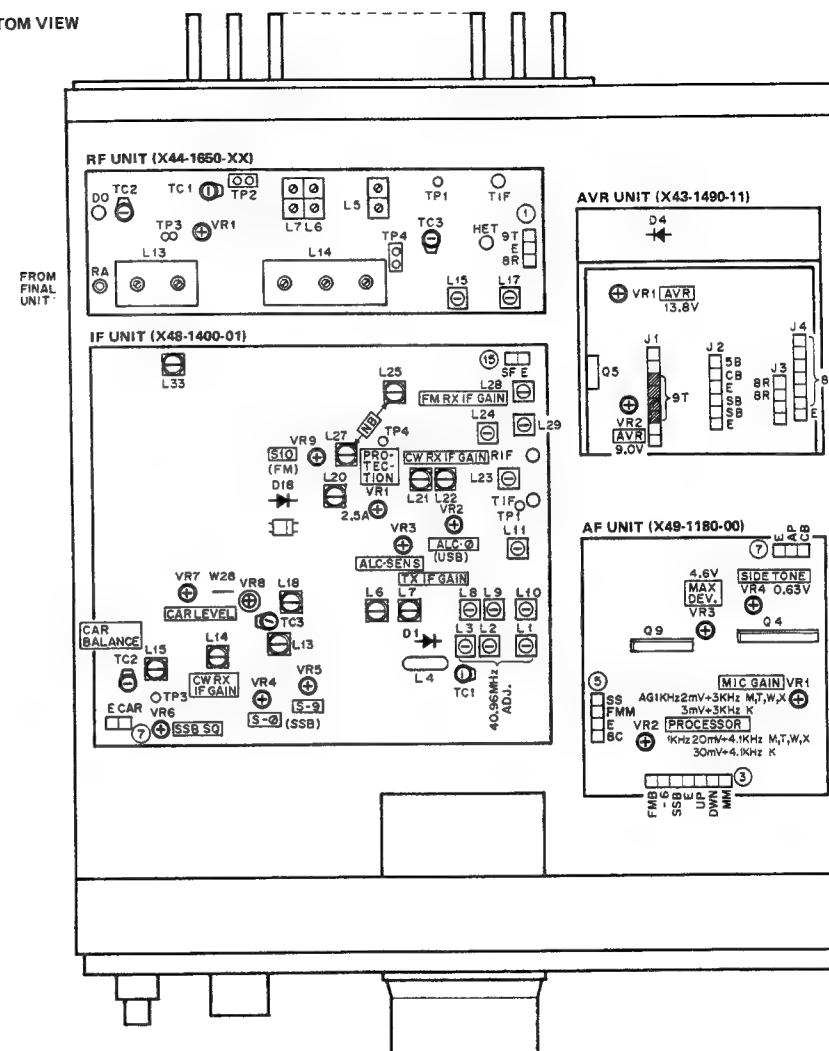 TOM VIEW
RF UNIT (X44-1650-XX)
DO
TC2
TC1
TP2
L7 L6
L5
TP1
TIF
TP3
VR1
TC3
HET
1
9T
E
8R
TP4
L13
L14
RA
L15
L17
FROM
FINAL
UNIT
AVR UNIT (X43-1490-11)
D4
VR1 AVR
13.8V
J1
J2
J3
J4
5B
CB
E
SB
SB
E
8R
8R
8
E
Q5
9T
VR2
AVR
9.0V
IF UNIT (X48-1400-01)
L33
L25
15
SF E
L28
FM RX IF GAIN
L24
L29
NB
TP4
L27
VR9
S10
(FM)
PRO-
TEC-
TION
CW RX IF GAIN
RIF
L23
D18
L20
VR1
2.5A
L21 L22
TIF
TP1
VR2
VR3
ALC-Ø
(USB)
L11
ALC-SENS
TX IF GAIN
VR7
W28
VR8
L18
CAR LEVEL
L6
L7
L8
L9
L10
TC3
CAR
BALANCE
L15
L14
L13
D1
L3
L2
L1
TC2
CW RX
IF GAIN
L4
TC1
40.96MHz
ADJ.
TP3
VR4
VR5
E CAR
S-Ø
S-9
(SSB)
7
VR6
SSB SQ
AF UNIT (X49-1180-00)
7
E
AP
CB
4.6V
MAX
DEV.
VR3
SIDE TONE
VR4
0.63V
Q9
Q4
5
SS
FMM
E
8C
MIC GAIN
VR1
AG1KHz2mV+3KHz M,T,W,X
3mV+3KHz K
VR2
PROCESSOR
1KHz20mV+4.1KHz M,T,W,X
30mV+4.1KHz K
3
FMB
-6
SSB
E
UP
DWN
MM